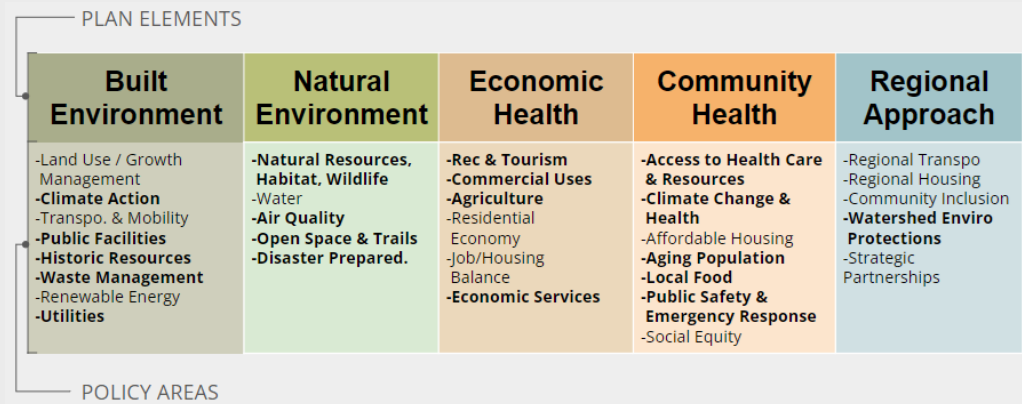 PLAN ELEMENTS
Built
Environment
Natural
Environment
Economic
Health
Community
Health
Regional
Approach
-Land Use / Growth
Management
-Climate Action
-Transpo. & Mobility
-Public Facilities
-Historic Resources
-Waste Management
-Renewable Energy
-Utilities
-Natural Resources,
Habitat, Wildlife
-Water
-Air Quality
-Open Space & Trails
-Disaster Prepared.
-Rec & Tourism
-Commercial Uses
-Agriculture
-Residential
Economy
-Job/Housing
Balance
-Economic Services
-Access to Health Care
& Resources
-Climate Change &
Health
-Affordable Housing
-Aging Population
-Local Food
-Public Safety &
Emergency Response
-Social Equity
-Regional Transpo
-Regional Housing
-Community Inclusion
-Watershed Enviro
Protections
-Strategic
Partnerships
POLICY AREAS